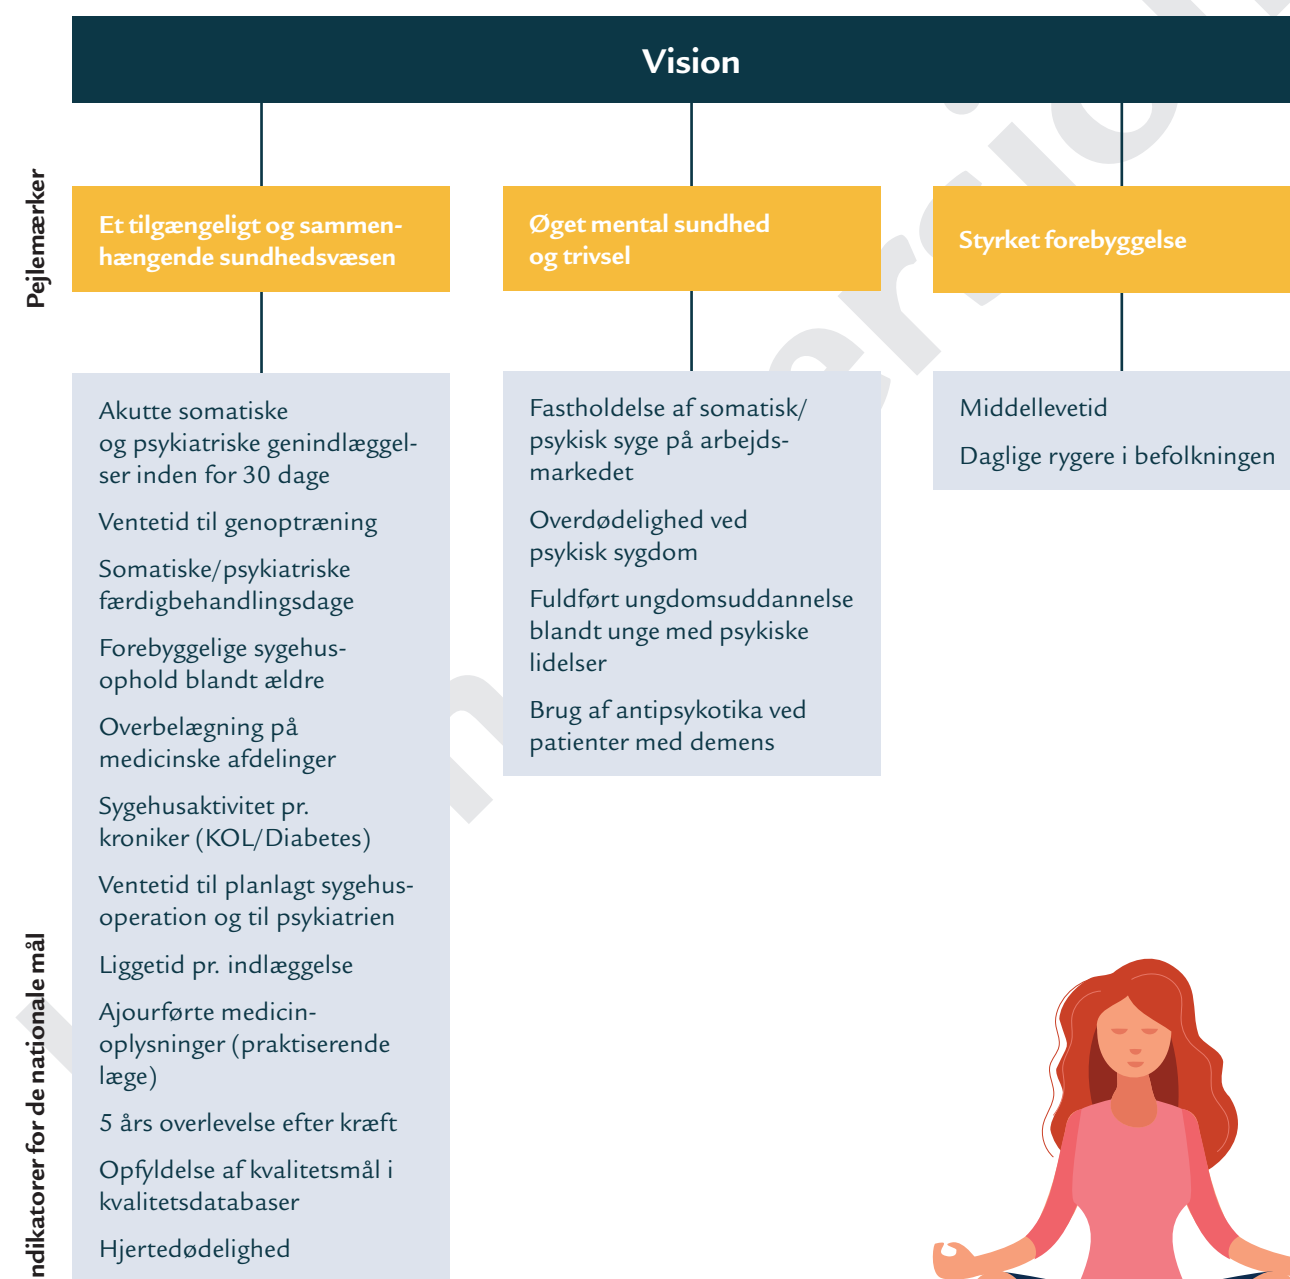 Vision
Pejlemærker
Et tilgængeligt og sammen-
hængende sundhedsvæsen
Øget mental sundhed
og trivsel
Styrket forebyggelse
Akutte somatiske
og psykiatriske genindlæggel-
ser inden for 30 dage
Ventetid til genoptræning
Somatiske/psykiatriske
færdigbehandlingsdage
Forebyggelige sygehus-
ophold blandt ældre
Overbelægning på
medicinske afdelinger
Sygehusaktivitet pr.
kroniker (KOL/Diabetes)
Ventetid til planlagt sygehus-
operation og til psykiatrien
Liggetid pr. indlæggelse
Ajourførte medicin-
oplysninger (praktiserende
læge)
5 års overlevelse efter kræft
Opfyldelse af kvalitetsmål i
kvalitetsdatabaser
Hjertedødelighed
Fastholdelse af somatisk/
psykisk syge på arbejds-
markedet
Overdødelighed ved
psykisk sygdom
Fuldført ungdomsuddannelse
blandt unge med psykiske
lidelser
Brug af antipsykotika ved
patienter med demens
Middellevetid
Daglige rygere i befolkningen
ndikatorer for de nationale mål